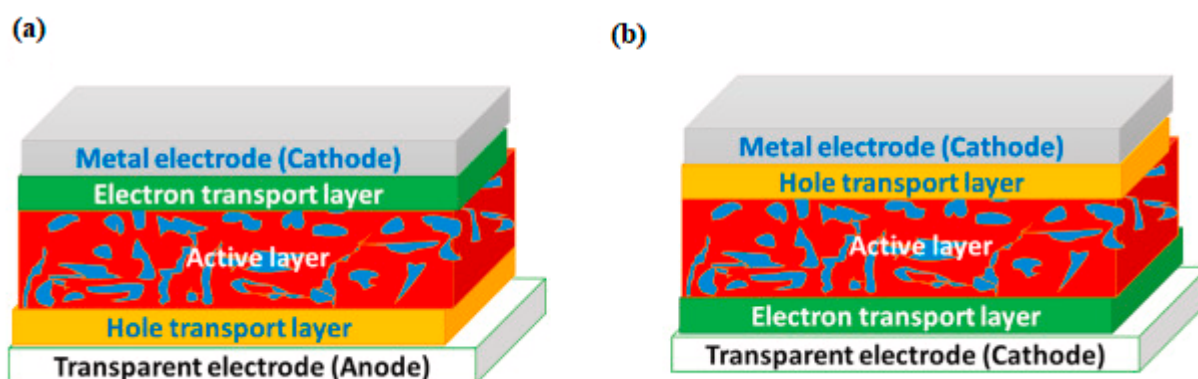 (a)
Metal electrode (Cathode)
Electron transport layer
Active layer
Hole transport layer
Transparent electrode (Anode)
(b)
Metal electrode (Cathode)
Hole transport layer
Active layer
Electron transport layer
Transparent electrode (Cathode)